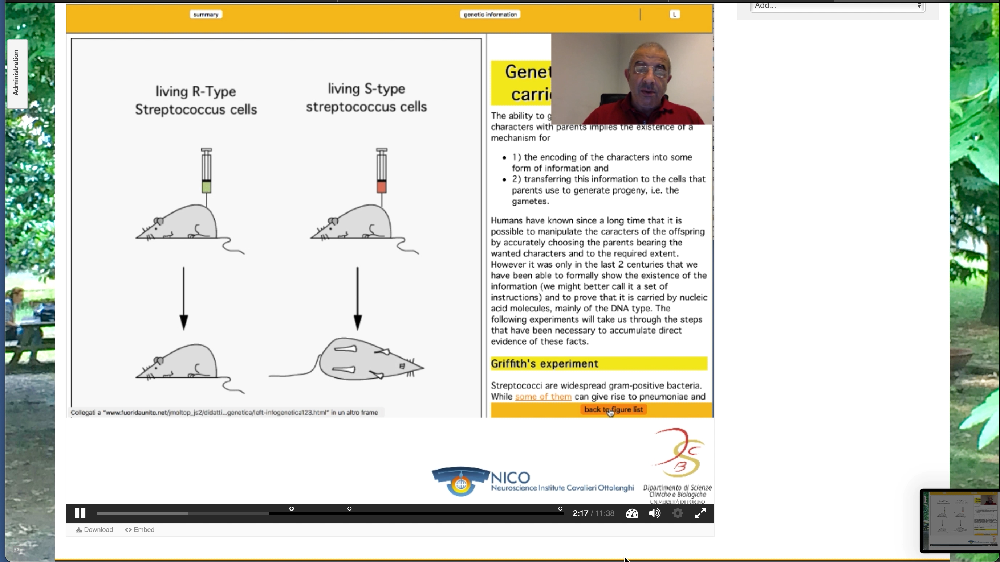 Add...
summary
genetic information
L
Administration
living R-Type
Streptococcus cells
living S-type
streptococcus cells
Genet
carri
The ability to g
characters with parents implies the existence of a
mechanism for
• 1) the encoding of the characters into some
form of information and
• 2) transferring this information to the cells that
parents use to generate progeny, i.e. the
gametes.
Humans have known since a long time that it is
possible to manipulate the caracters of the offspring
by accurately choosing the parents bearing the
wanted characters and to the required extent.
However it was only in the last 2 centuries that we
have been able to formally show the existence of the
information (we might better call it a set of
instructions) and to prove that it is carried by nucleic
acid molecules, mainly of the DNA type. The
following experiments will take us through the steps
that have been necessary to accumulate direct
evidence of these facts.
Griffith's experiment
Streptococci are widespread gram-positive bacteria.
While some of them can give rise to pneumoniae and
back to figure list
Collegati a "www.fuoridaunito.net/jmoltop_js2/didatti...genetica/left-infogenetica123.html" in un altro frame
NICO
Neuroscience Institute Cavalieri Ottolenghi
C
B
Dipartimento di Scienze
Cliniche e Biologiche
UNIVERSITÀ DI TORINO
2:17 / 11:38
Download
<> Embed